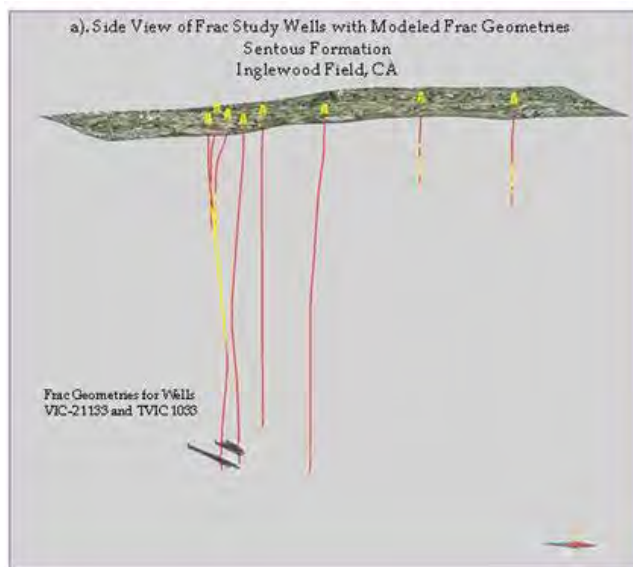 a). Side View of Frac Study Wells with Modeled Frac Geometries
Sentous Formation
Inglewood Field, CA
Frac Geometries for Wells
VIC-21133 and TVIC 1033